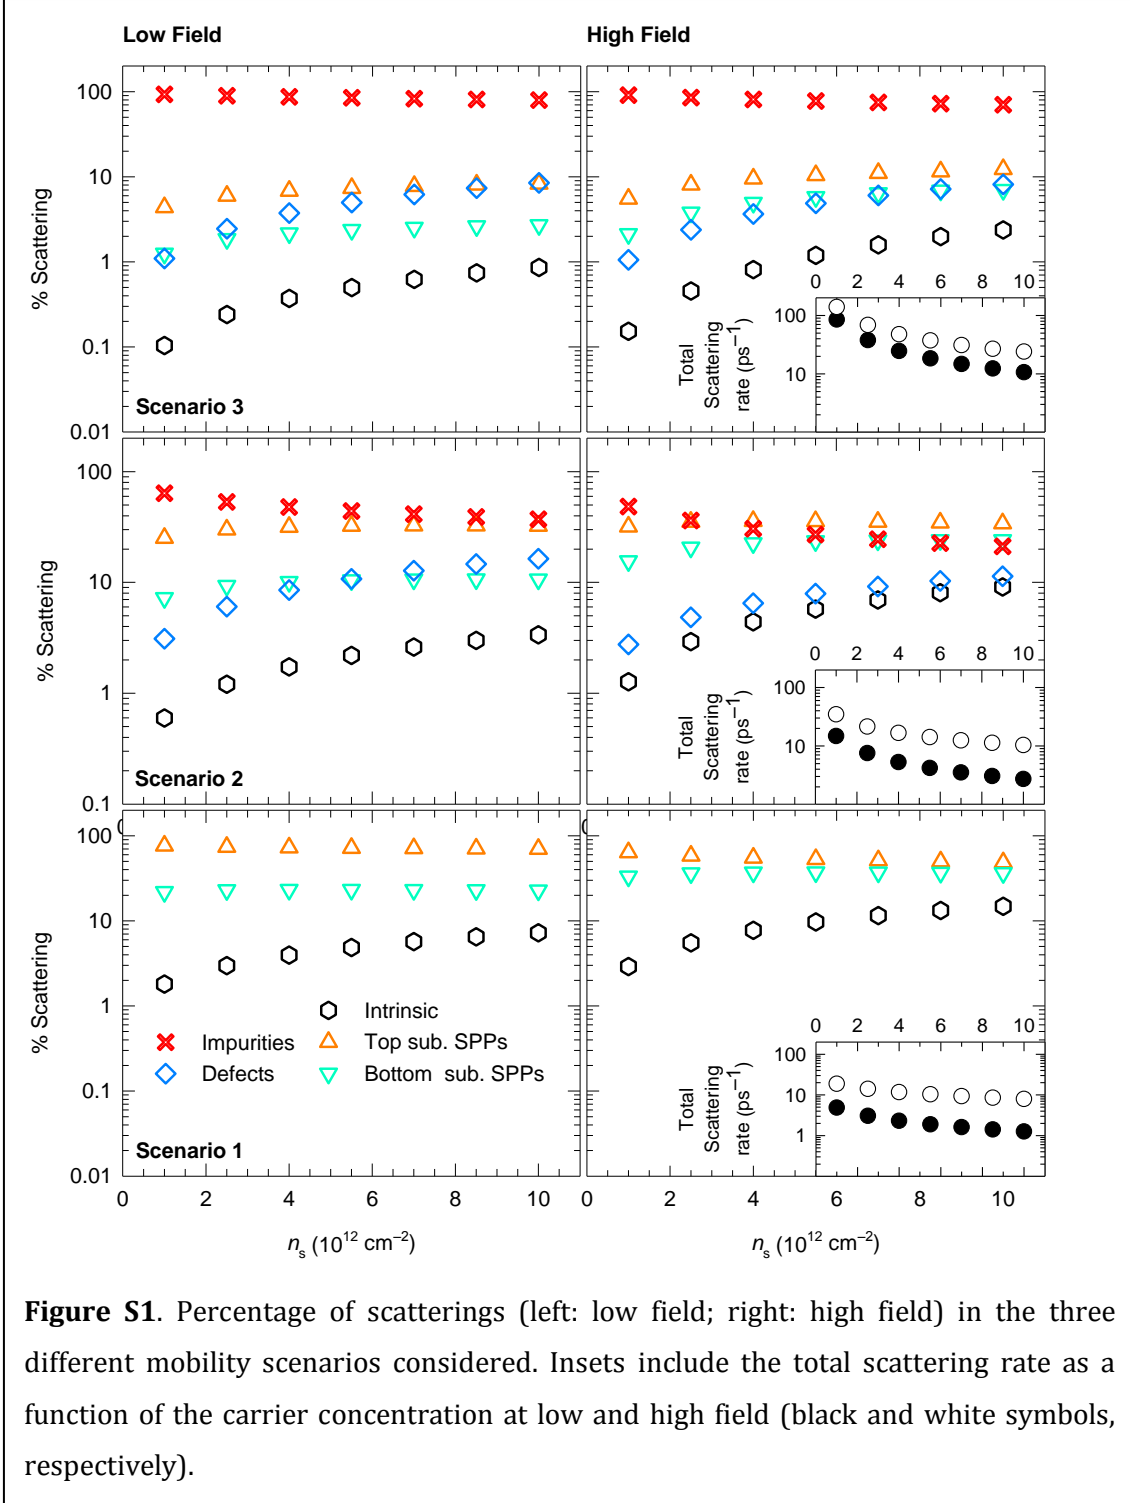 Low Field
High Field
100
10
1
0.1
0.01
% Scattering
Scenario 3
0 2 4 6 8 10
100
10
Total
Scattering
rate (ps⁻¹)
100
10
1
0.1
% Scattering
Scenario 2
0 2 4 6 8 10
100
10
Total
Scattering
rate (ps⁻¹)
100
10
1
0.1
0.01
% Scattering
Intrinsic
Impurities
Top sub. SPPs
Defects
Bottom sub. SPPs
Scenario 1
0 2 4 6 8 10
100
10
1
Total
Scattering
rate (ps⁻¹)
0 2 4 6 8 10
0 2 4 6 8 10
nₛ (10¹² cm⁻²)
nₛ (10¹² cm⁻²)
Figure S1. Percentage of scatterings (left: low field; right: high field) in the three
different mobility scenarios considered. Insets include the total scattering rate as a
function of the carrier concentration at low and high field (black and white symbols,
respectively).